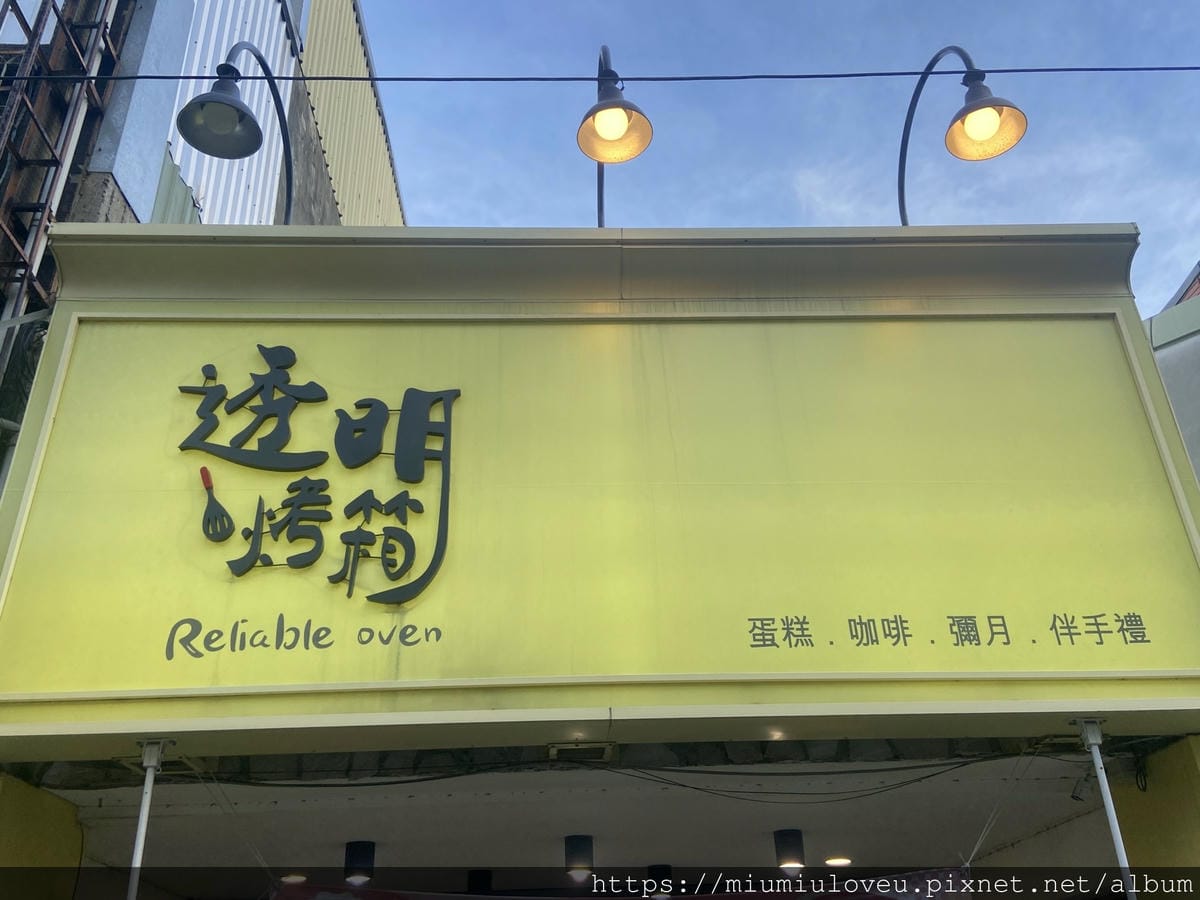 透明
烤箱
Reliable oven
蛋糕．咖啡．彌月．伴手禮
https://miumiuloveu.pixnet.net/album